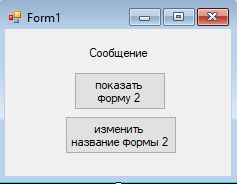 Form1
Сообщение
показать
форму 2
изменить
название формы 2